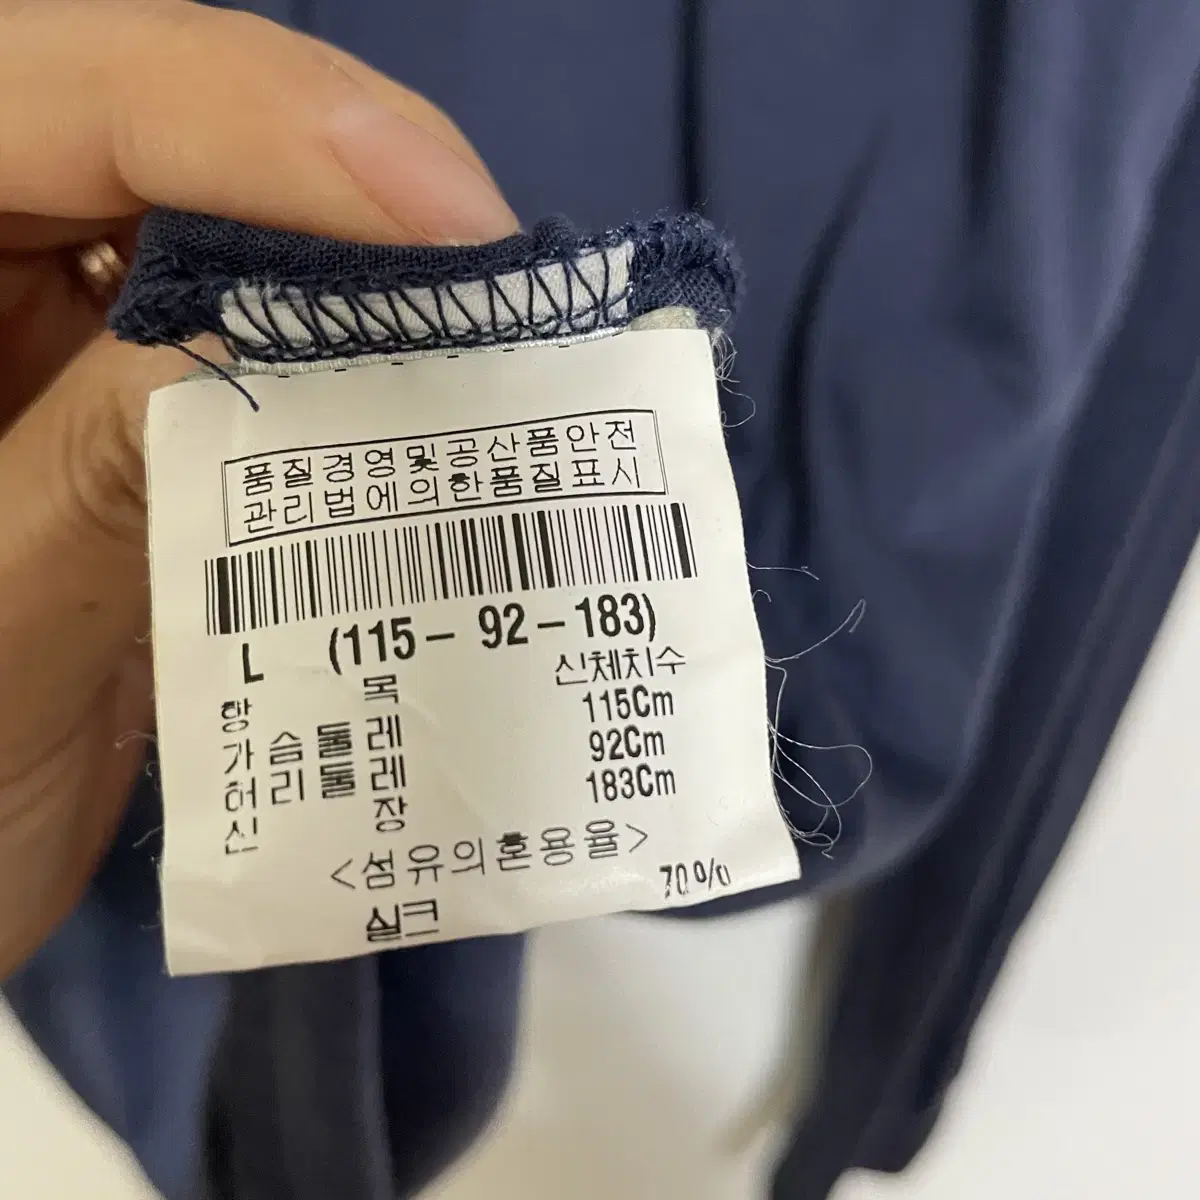 품질경영및공산품안전
관리법에의한품질표시
L (115- 92-183)
항 목 신체치수
가슴둘레 115Cm
허리둘레 92Cm
신 장 183Cm
<섬유의혼용율>
실크 70%